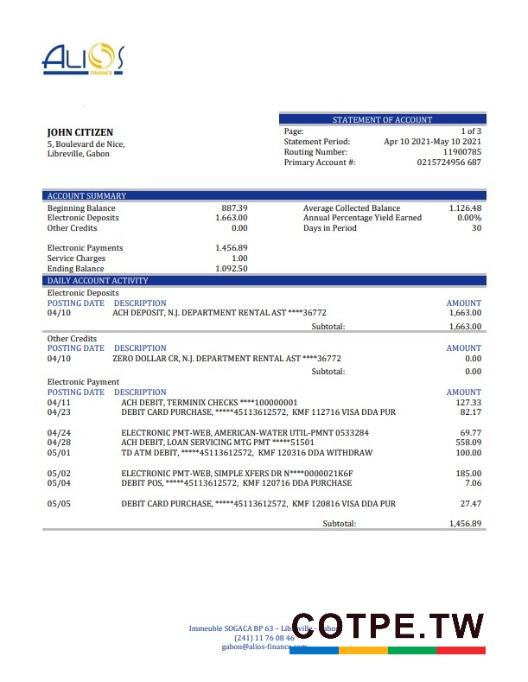 ALIOS
FINANCE
STATEMENT OF ACCOUNT
JOHN CITIZEN
5, Boulevard de Nice,
Libreville, Gabon
Page: 1 of 3
Statement Period: Apr 10 2021-May 10 2021
Routing Number: 11900785
Primary Account #: 0215724956 687
ACCOUNT SUMMARY
Beginning Balance 887.39 Average Collected Balance 1.126.48
Electronic Deposits 1.663.00 Annual Percentage Yield Earned 0.00%
Other Credits 0.00 Days in Period 30
Electronic Payments 1.456.89
Service Charges 1.00
Ending Balance 1.092.50
DAILY ACCOUNT ACTIVITY
Electronic Deposits
POSTING DATE DESCRIPTION AMOUNT
04/10 ACH DEPOSIT, N.J. DEPARTMENT RENTAL AST ****36772 1,663.00
Subtotal: 1,663.00
Other Credits
POSTING DATE DESCRIPTION AMOUNT
04/10 ZERO DOLLAR CR, N.J. DEPARTMENT RENTAL AST ****36772 0.00
Subtotal: 0.00
Electronic Payment
POSTING DATE DESCRIPTION AMOUNT
04/11 ACH DEBIT, TERMINIX CHECKS ****100000001 127.33
04/23 DEBIT CARD PURCHASE, *****45113612572, KMF 112716 VISA DDA PUR 82.17
04/24 ELECTRONIC PMT-WEB, AMERICAN-WATER UTIL-PMNT 0533284 69.77
04/28 ACH DEBIT, LOAN SERVICING MTG PMT *****51501 558.09
05/01 TD ATM DEBIT, *****45113612572, KMF 120316 DDA WITHDRAW 100.00
05/02 ELECTRONIC PMT-WEB, SIMPLE XFERS DR N****0000021K6F 185.00
05/04 DEBIT POS, *****45113612572, KMF 120716 DDA PURCHASE 7.06
05/05 DEBIT CARD PURCHASE, *****45113612572, KMF 120816 VISA DDA PUR 27.47
Subtotal: 1,456.89
Immeuble SOGACA BP 63 –
(241) 11 76 08 46
gabon@alios-finance.com
COTPE.TW